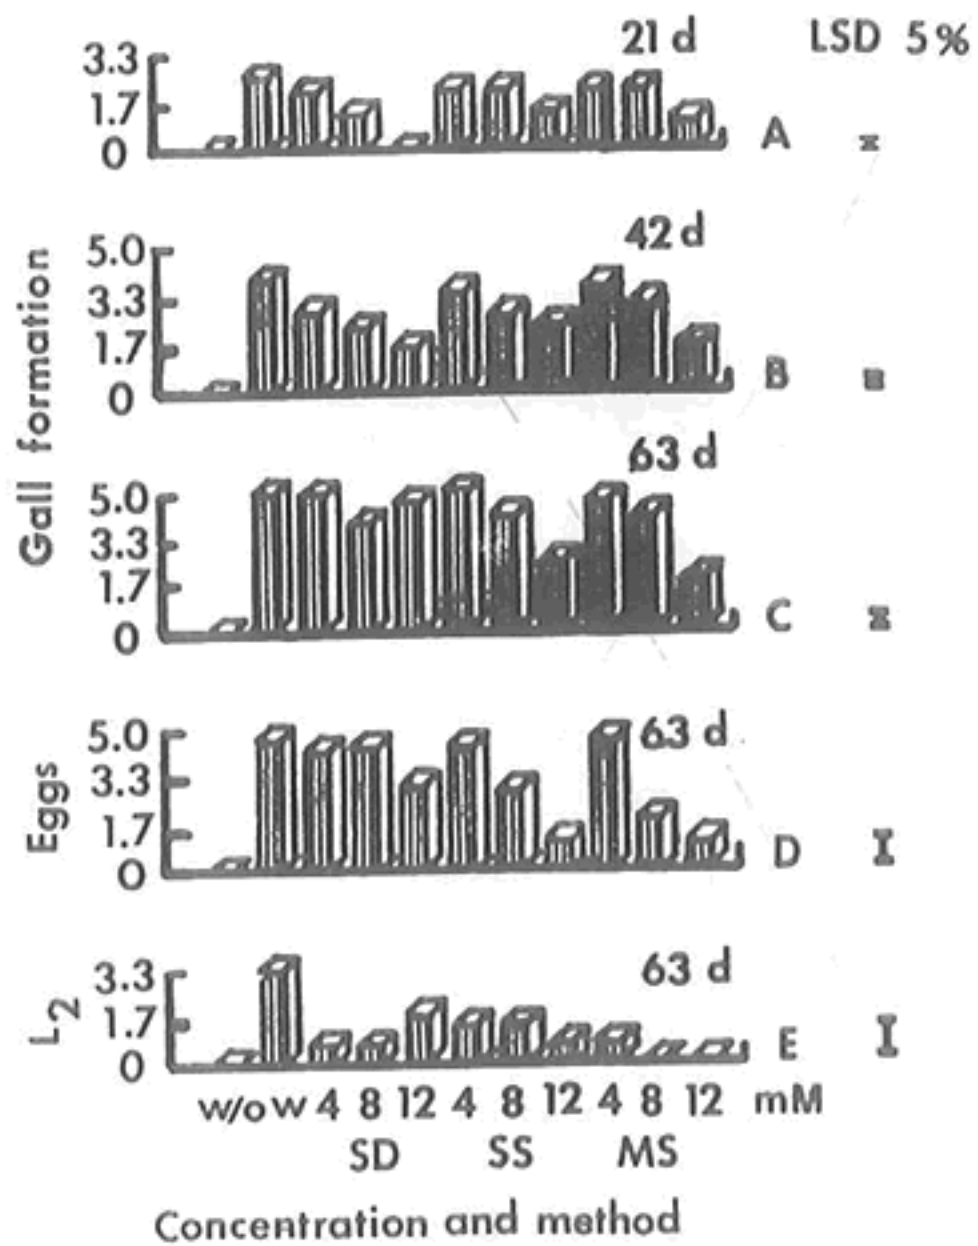 21 d LSD 5%
3.3
1.7
0
A
42 d
5.0
3.3
1.7
0
B
Gall formation
63 d
5.0
3.3
1.7
0
C
63 d
5.0
3.3
1.7
0
Eggs
D
63 d
3.3
1.7
0
L2
E
w/o w 4 8 12 4 8 12 4 8 12 mM
SD SS MS
Concentration and method